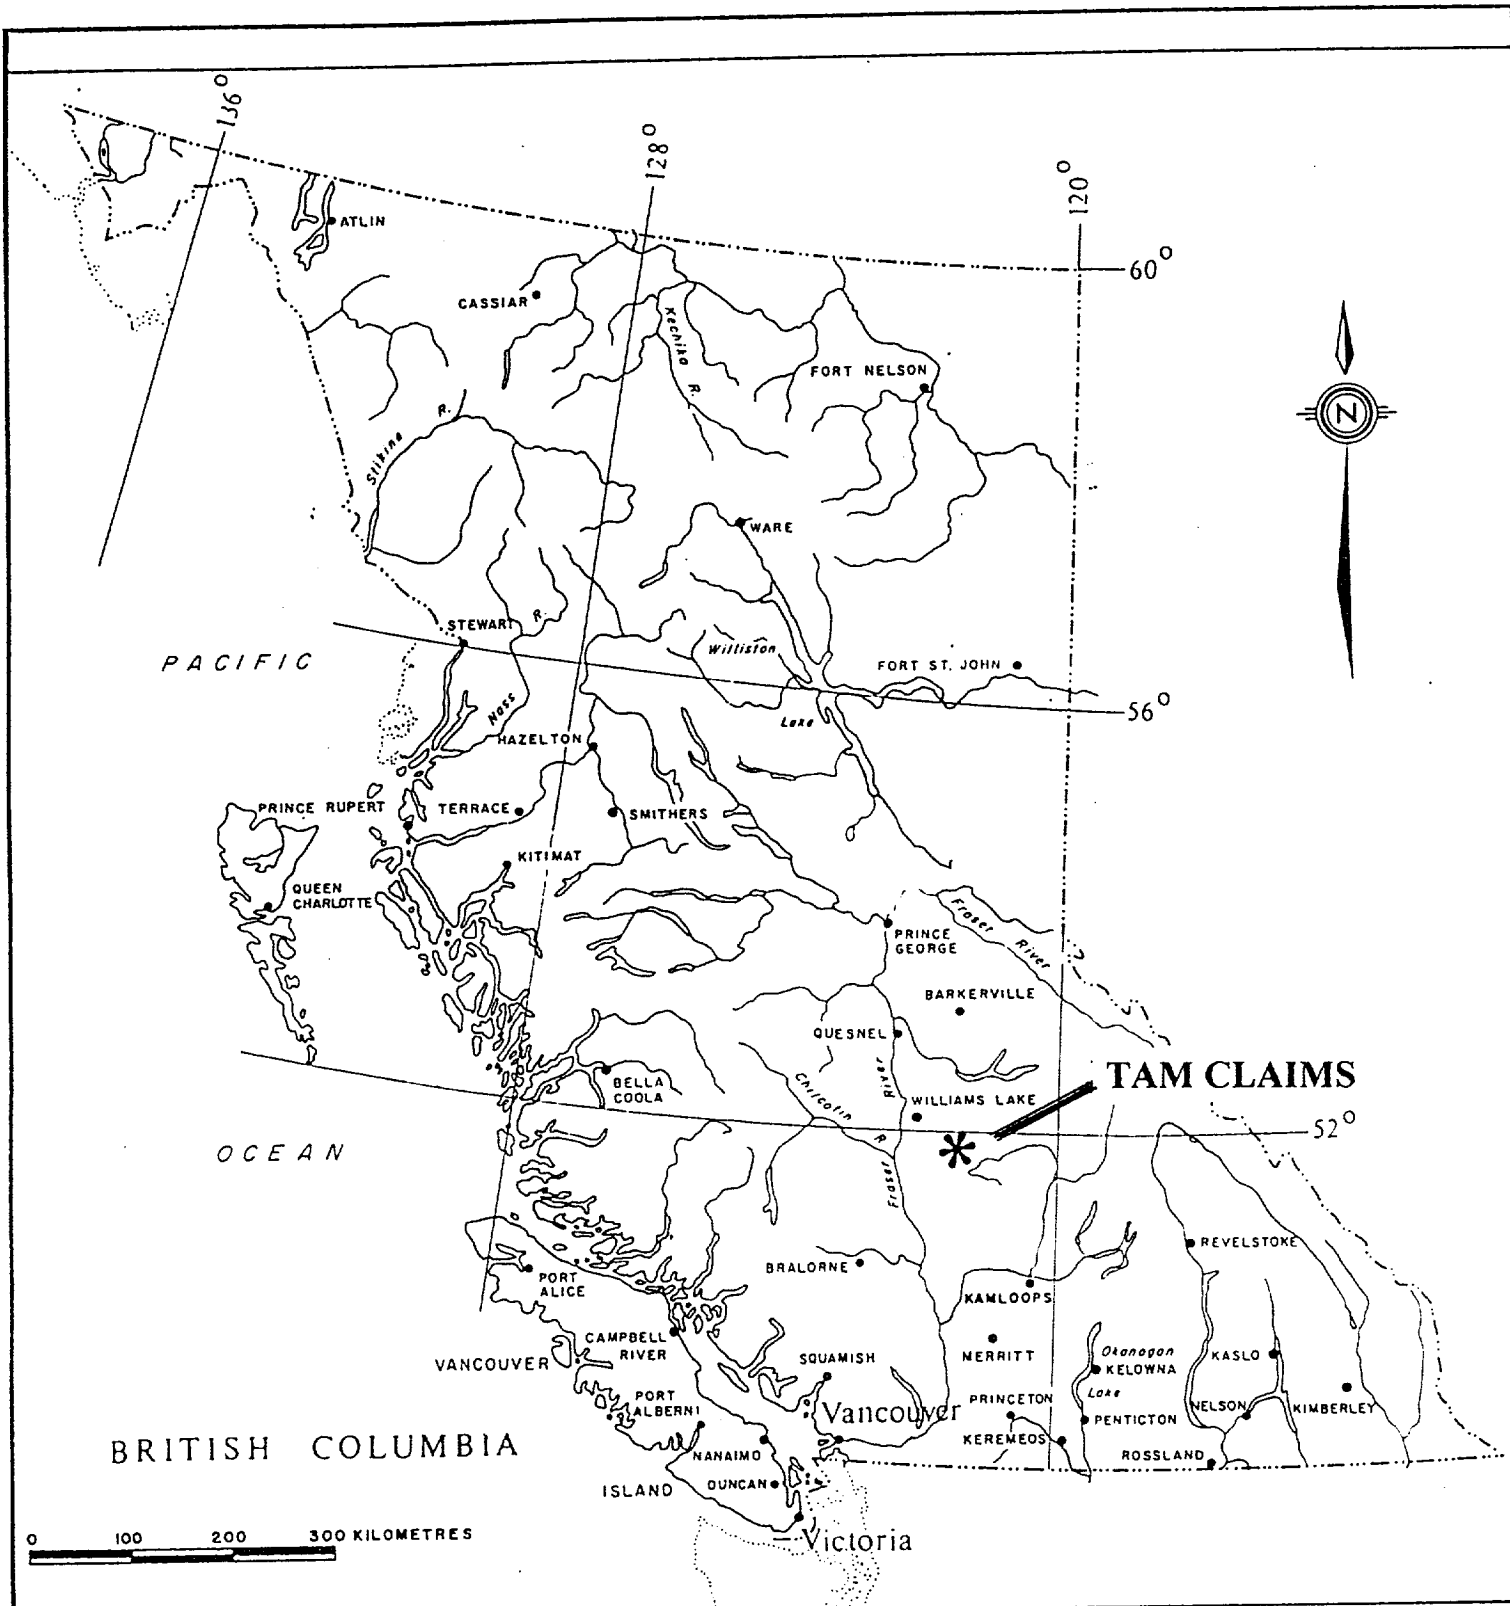 136°
128°
120°
ATLIN
60°
CASSIAR
Kechika R.
FORT NELSON
Stikine R.
N
WARE
STEWART
R.
Nass
PACIFIC
Williston
Lake
FORT ST. JOHN
56°
HAZELTON
PRINCE RUPERT
TERRACE
SMITHERS
KITIMAT
QUEEN
CHARLOTTE
PRINCE
GEORGE
Fraser River
BARKERVILLE
QUESNEL
BELLA
COOLA
Chilcotin R
Fraser River
WILLIAMS LAKE
TAM CLAIMS
52°
OCEAN
REVELSTOKE
BRALORNE
PORT
ALICE
KAMLOOPS
CAMPBELL
RIVER
VANCOUVER
SQUAMISH
MERRITT
Okanagan
KELOWNA
Lake
KASLO
PORT
ALBERNI
Vancouver
PRINCETON
PENTICTON
NELSON
KIMBERLEY
KEREMEOS
ROSSLAND
BRITISH COLUMBIA
NANAIMO
ISLAND
DUNCAN
Victoria
0 100 200 300 KILOMETRES